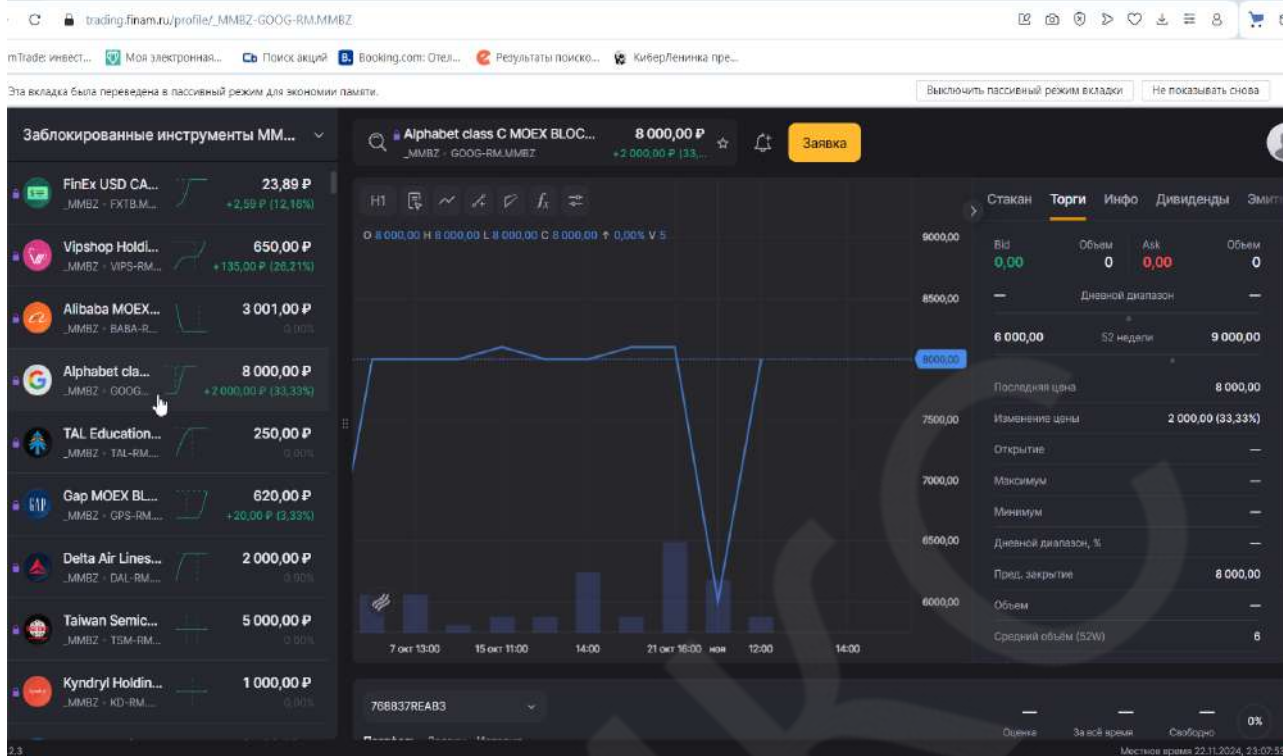 trading.finam.ru/profile/_MMBZ-GOOG-RM.MMBZ
mTrade: инвест... Моя электронная... Сь Поиск акций B. Booking.com: Отел... Результаты поиско... КиберЛенинка пре...
Эта вкладка была переведена в пассивный режим для экономии памяти. Выключить пассивный режим вкладки Не показывать снова
Заблокированные инструменты ММ...
Alphabet class C MOEX BLOC... 8 000,00 ₽
_MMBZ · GOOG-RM.MMBZ +2 000,00 ₽ (33,...
Заявка
FinEx USD CA... 23,89 ₽
_MMBZ · FXTB.M... +2,59 ₽ (12,16%)
Vipshop Holdi... 650,00 ₽
_MMBZ · VIPS-RM... +135,00 ₽ (26,21%)
Alibaba MOEX... 3 001,00 ₽
_MMBZ · BABA-R... 0,00%
Alphabet cla... 8 000,00 ₽
_MMBZ · GOOG... +2 000,00 ₽ (33,33%)
TAL Education... 250,00 ₽
_MMBZ · TAL-RM... 0,00%
GAP
Gap MOEX BL... 620,00 ₽
_MMBZ · GPS-RM.... +20,00 ₽ (3,33%)
Delta Air Lines... 2 000,00 ₽
_MMBZ · DAL-RM.... 0,00%
Taiwan Semic... 5 000,00 ₽
_MMBZ · TSM-RM... 0,00%
Kyndryl Holdin... 1 000,00 ₽
_MMBZ · KD-RM.... 0,00%
2,3
H1
O 8 000,00 H 8 000,00 L 8 000,00 C 8 000,00 ↑ 0,00% V 5
9000,00
8500,00
8000,00
7500,00
7000,00
6500,00
6000,00
7 окт 13:00 15 окт 11:00 14:00 21 окт 16:00 ноя 12:00 14:00
768837REAB3
Стакан Торги Инфо Дивиденды Эмит
Bid Объем Ask Объем
0,00 0 0,00 0
— Дневной диапазон —
6 000,00 52 недели 9 000,00
Последняя цена 8 000,00
Изменение цены 2 000,00 (33,33%)
Открытие —
Максимум —
Минимум —
Дневной диапазон, % —
Пред. закрытие 8 000,00
Объем —
Средний объём (52W) 6
— — — 0%
Оценка За всё время Свободно
Местное время 22.11.2024, 23:07:5